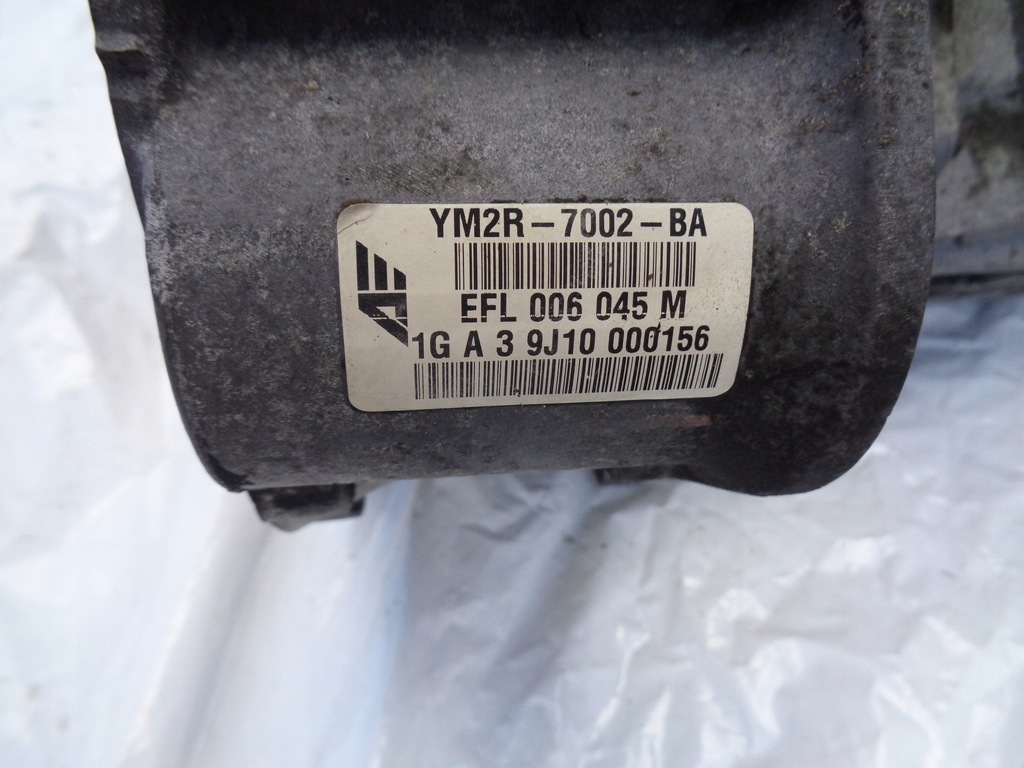 YM2R-7002-BA
EFL 006 045 M
1G A 3 9J10 000156